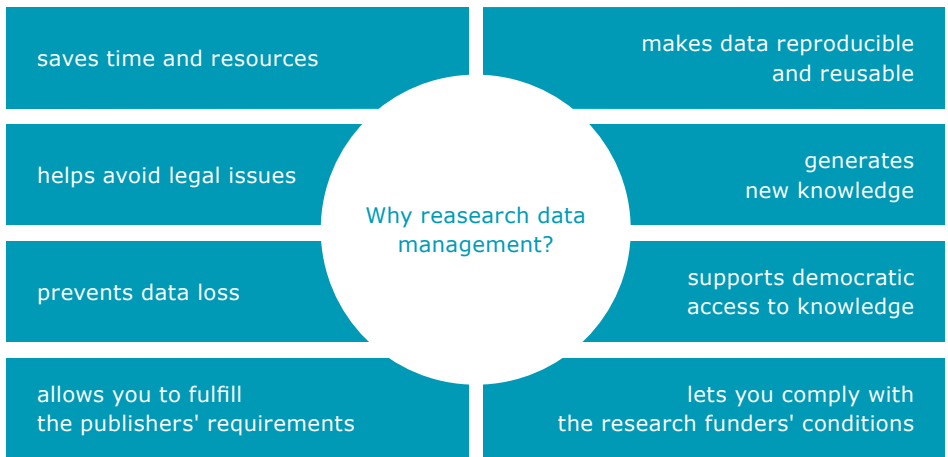 saves time and resources
makes data reproducible
and reusable
helps avoid legal issues
generates
new knowledge
Why reasearch data
management?
prevents data loss
supports democratic
access to knowledge
allows you to fulfill
the publishers' requirements
lets you comply with
the research funders' conditions